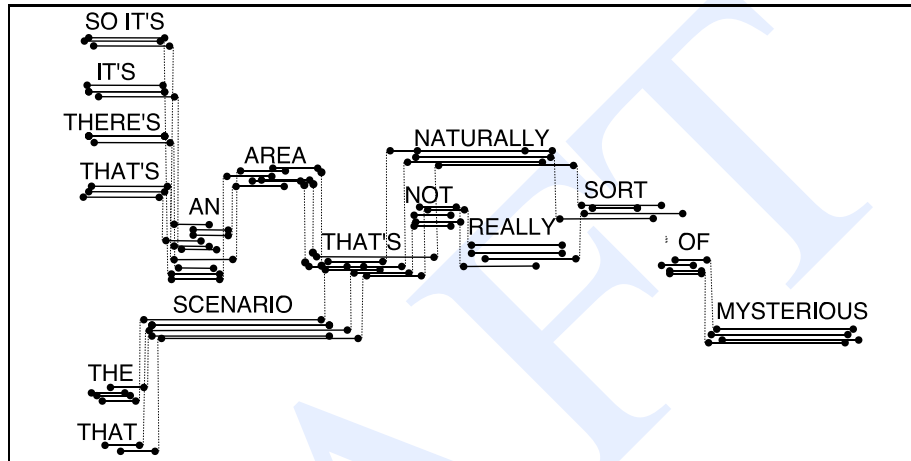 SO IT'S
IT'S
THERE'S
THAT'S
AN
AREA
THAT'S
NATURALLY
NOT
REALLY
SORT
OF
SCENARIO
MYSTERIOUS
THE
THAT